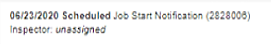 06/23/2020 Scheduled Job Start Notification (2828006)
Inspector: unassigned